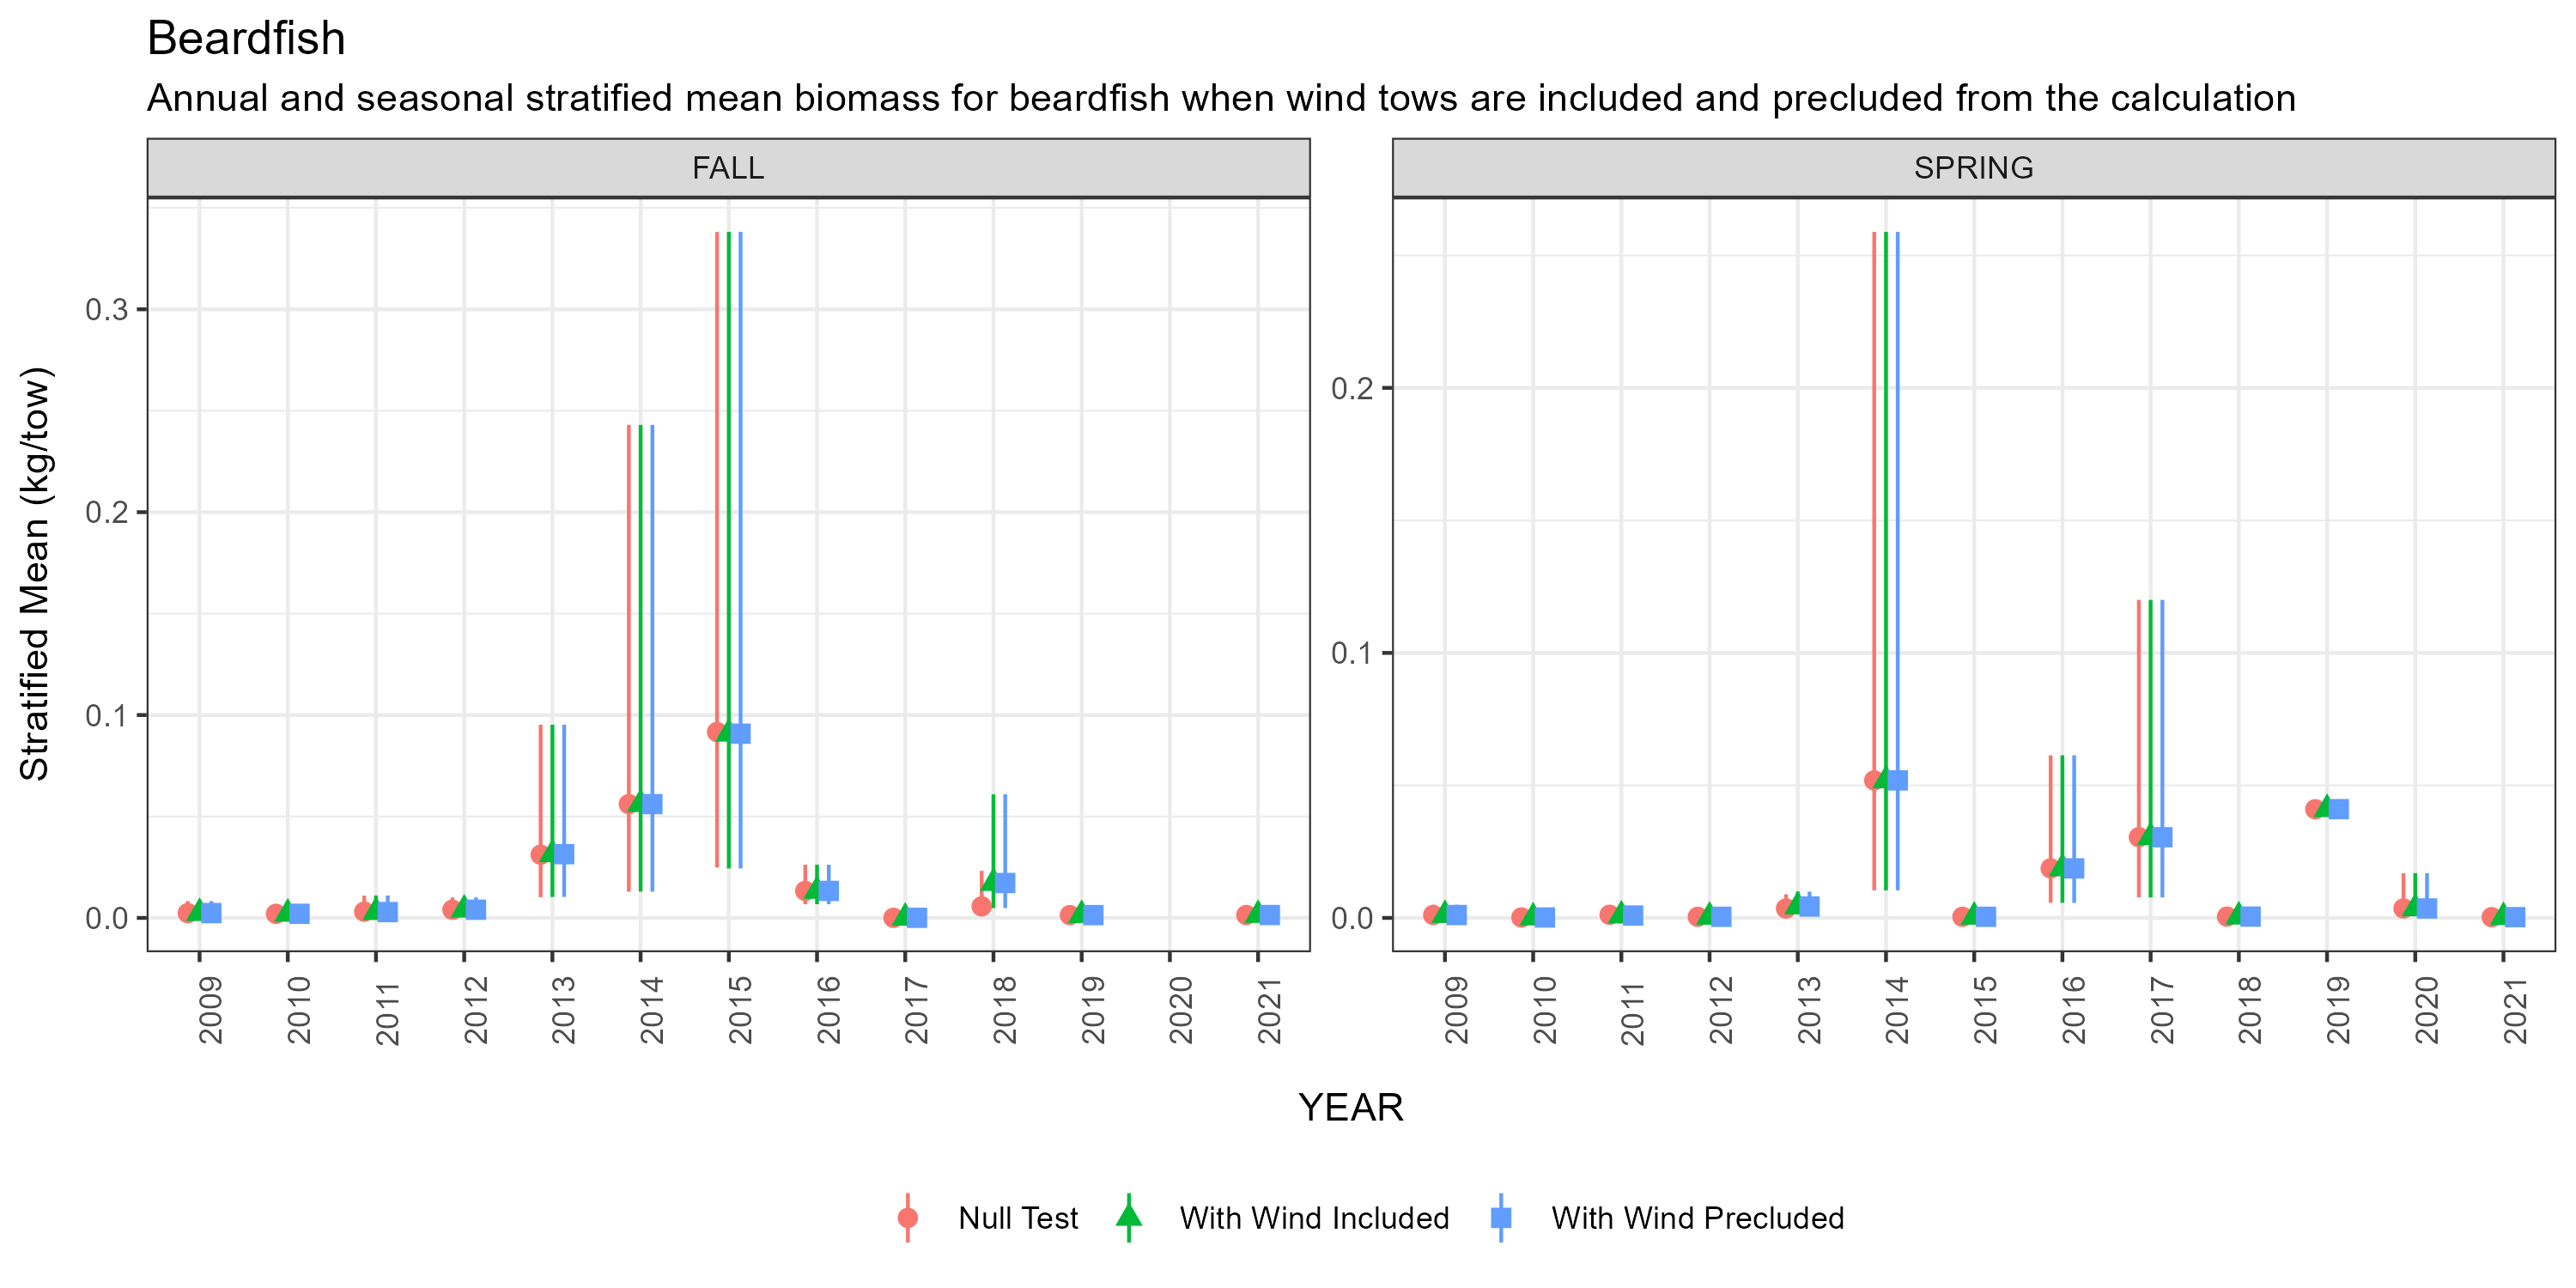 Beardfish
Annual and seasonal stratified mean biomass for beardfish when wind tows are included and precluded from the calculation
FALL
SPRING
Stratified Mean (kg/tow)
0.3
0.2
0.1
0.0
0.2
0.1
0.0
2009 2010 2011 2012 2013 2014 2015 2016 2017 2018 2019 2020 2021
2009 2010 2011 2012 2013 2014 2015 2016 2017 2018 2019 2020 2021
YEAR
Null Test With Wind Included With Wind Precluded